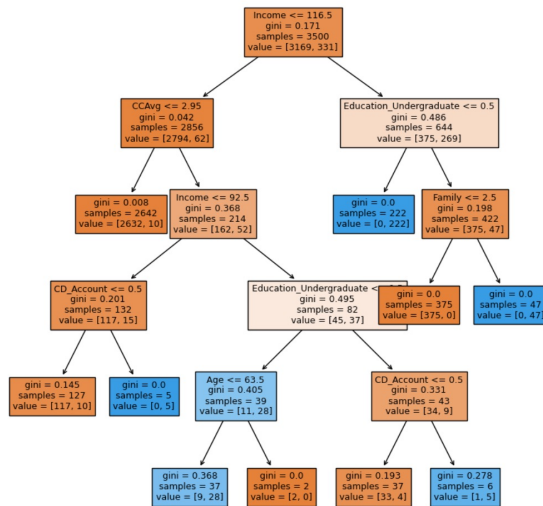 Income <= 116.5
gini = 0.171
samples = 3500
value = [3169, 331]
CCAvg <= 2.95
gini = 0.042
samples = 2856
value = [2794, 62]
Education_Undergraduate <= 0.5
gini = 0.486
samples = 644
value = [375, 269]
gini = 0.008
samples = 2642
value = [2632, 10]
Income <= 92.5
gini = 0.368
samples = 214
value = [162, 52]
gini = 0.0
samples = 222
value = [0, 222]
Family <= 2.5
gini = 0.198
samples = 422
value = [375, 47]
CD_Account <= 0.5
gini = 0.201
samples = 132
value = [117, 15]
Education_Undergraduate <=
gini = 0.495
samples = 82
value = [45, 37]
gini = 0.0
samples = 375
value = [375, 0]
gini = 0.0
samples = 47
value = [0, 47]
gini = 0.145
samples = 127
value = [117, 10]
gini = 0.0
samples = 5
value = [0, 5]
Age <= 63.5
gini = 0.405
samples = 39
value = [11, 28]
CD_Account <= 0.5
gini = 0.331
samples = 43
value = [34, 9]
gini = 0.368
samples = 37
value = [9, 28]
gini = 0.0
samples = 2
value = [2, 0]
gini = 0.193
samples = 37
value = [33, 4]
gini = 0.278
samples = 6
value = [1, 5]